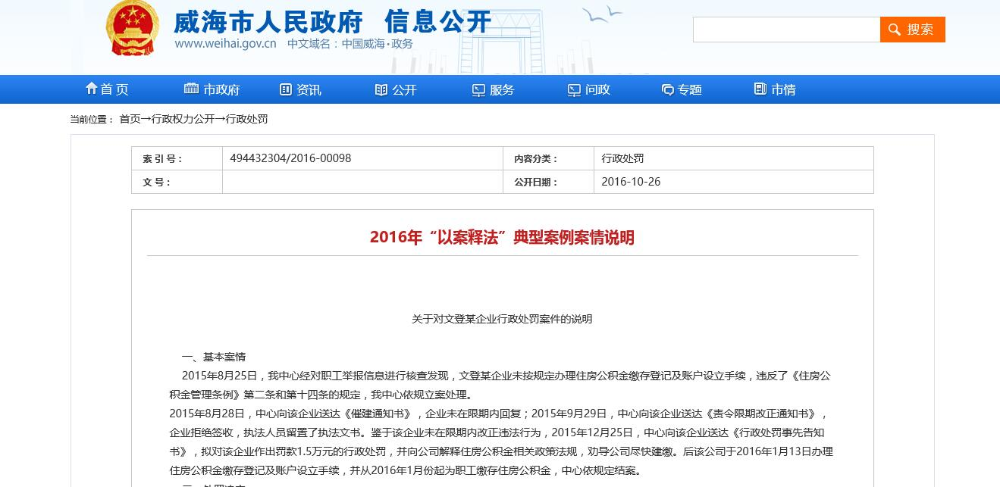 威海市人民政府 信息公开
www.weihai.gov.cn 中文域名：中国威海·政务
搜索
首 页 市政府 资讯 公开 服务 问政 专题 市情
当前位置： 首页→行政权力公开→行政处罚
索 引 号： 494432304/2016-00098 内容分类： 行政处罚
文 号： 公开日期： 2016-10-26
2016年“以案释法”典型案例案情说明
关于对文登某企业行政处罚案件的说明
一、基本案情
2015年8月25日，我中心经对职工举报信息进行核查发现，文登某企业未按规定办理住房公积金缴存登记及账户设立手续，违反了《住房公
积金管理条例》第二条和第十四条的规定，我中心依规立案处理。
2015年8月28日，中心向该企业送达《催建通知书》，企业未在限期内回复；2015年9月29日，中心向该企业送达《责令限期改正通知书》，
企业拒绝签收，执法人员留置了执法文书。鉴于该企业未在限期内改正违法行为，2015年12月25日，中心向该企业送达《行政处罚事先告知
书》，拟对该企业作出罚款1.5万元的行政处罚，并向公司解释住房公积金相关政策法规，劝导公司尽快建缴。后该公司于2016年1月13日办理
住房公积金缴存登记及账户设立手续，并从2016年1月份起为职工缴存住房公积金，中心依规定结案。